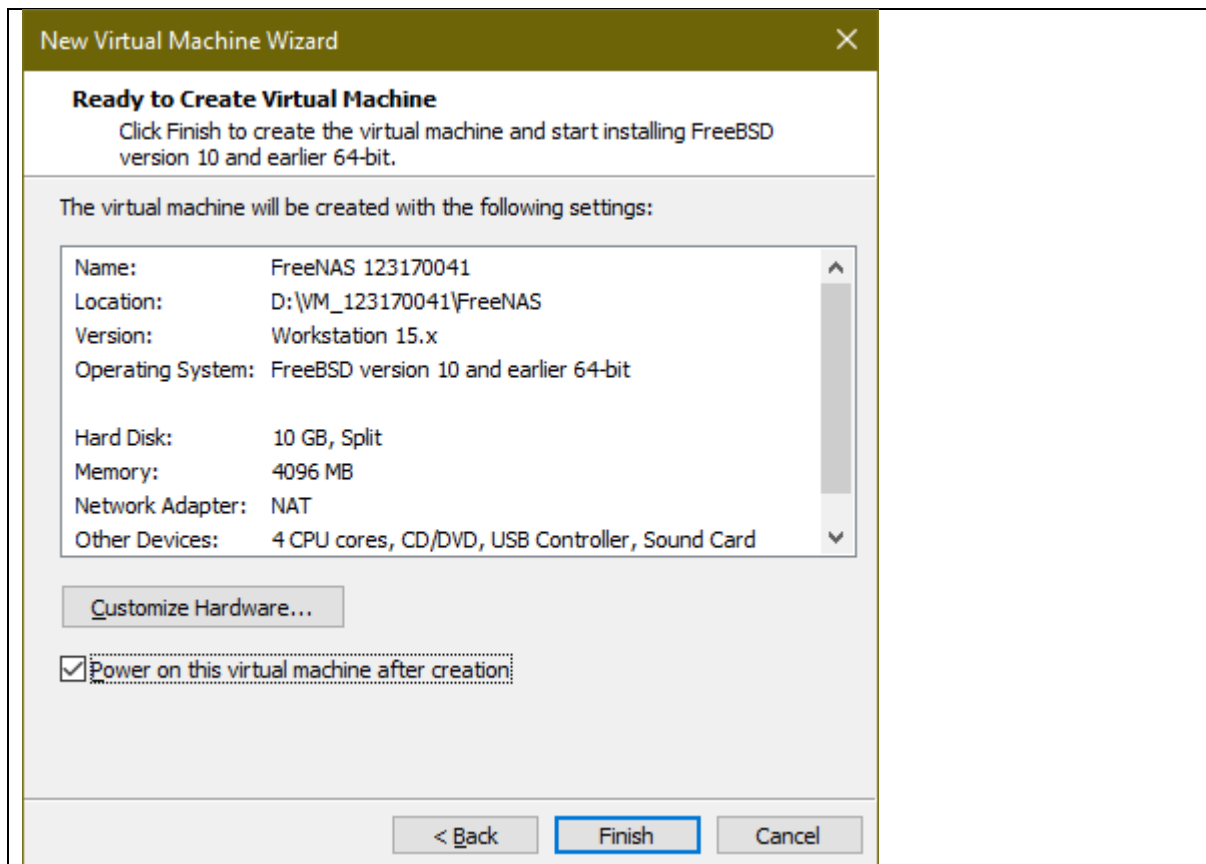 New Virtual Machine Wizard
Ready to Create Virtual Machine
Click Finish to create the virtual machine and start installing FreeBSD
version 10 and earlier 64-bit.
The virtual machine will be created with the following settings:
Name: FreeNAS 123170041
Location: D:\VM_123170041\FreeNAS
Version: Workstation 15.x
Operating System: FreeBSD version 10 and earlier 64-bit
Hard Disk: 10 GB, Split
Memory: 4096 MB
Network Adapter: NAT
Other Devices: 4 CPU cores, CD/DVD, USB Controller, Sound Card
Customize Hardware...
Power on this virtual machine after creation
< Back Finish Cancel